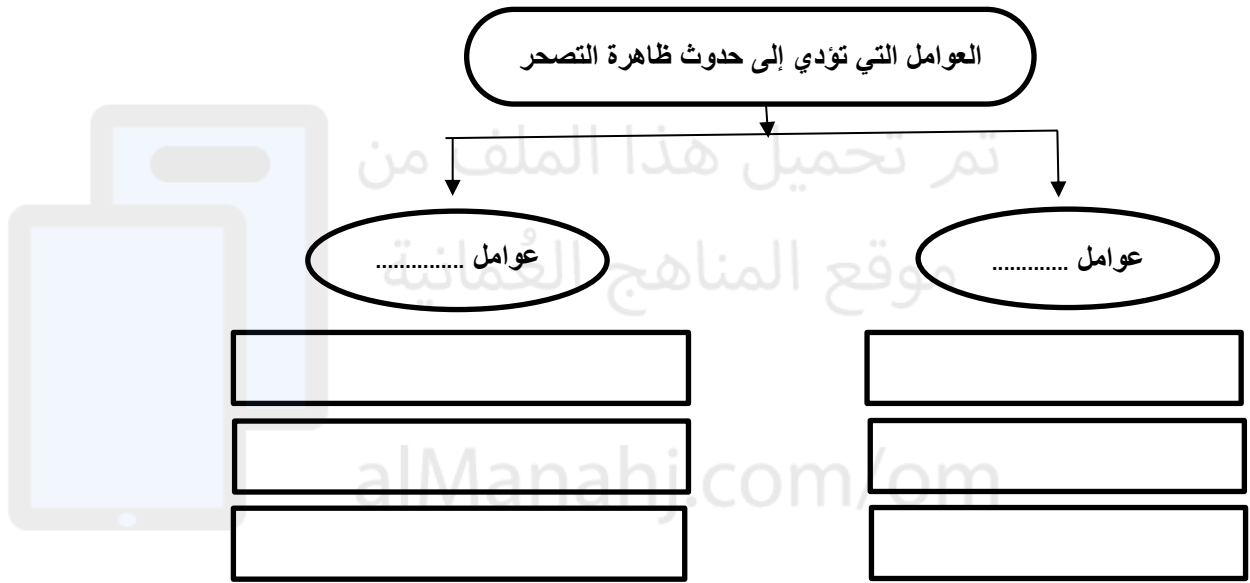 العوامل التي تؤدي إلى حدوث ظاهرة التصحر
تم تحميل هذا الملف من
عوامل .............
عوامل ...............
موقع المناهج العُمانية
alManahj.com/om